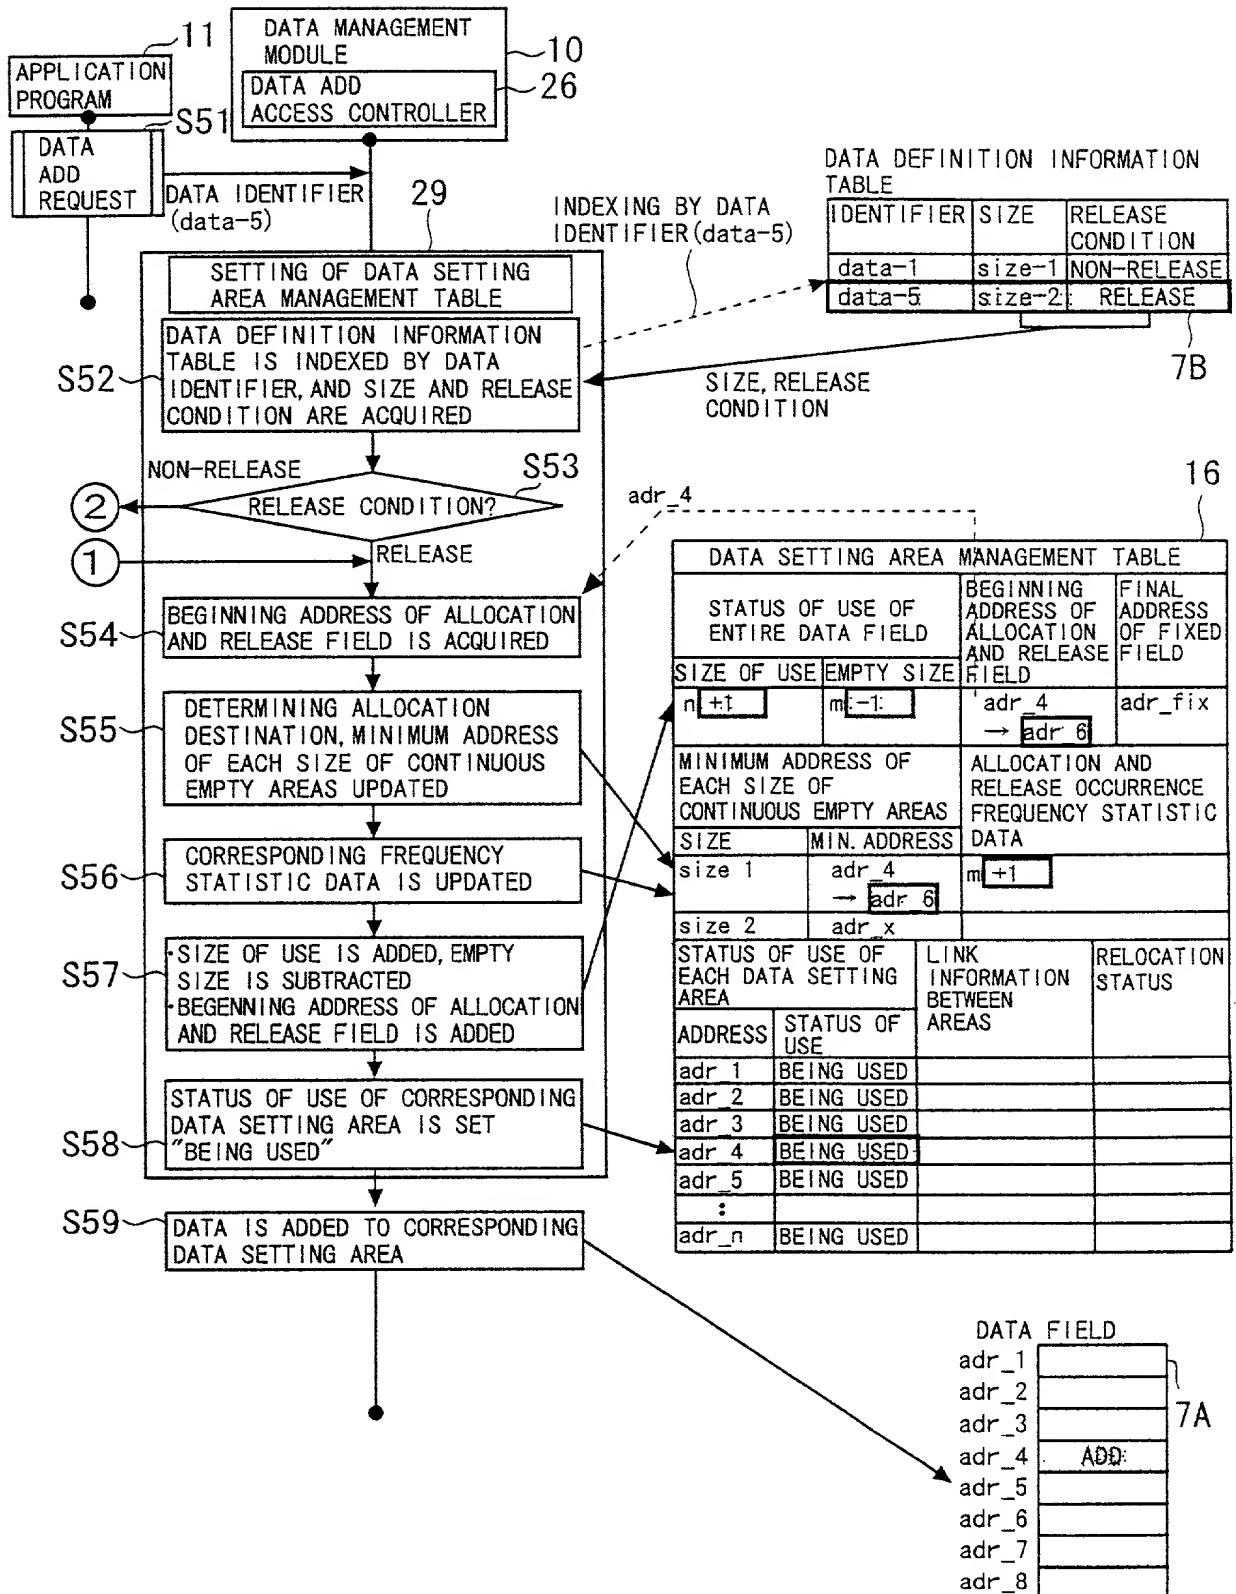 11
APPLICATION
PROGRAM
DATA MANAGEMENT
MODULE
10
DATA ADD
ACCESS CONTROLLER
26
S51
DATA
ADD
REQUEST
DATA IDENTIFIER
(data-5)
29
INDEXING BY DATA
IDENTIFIER(data-5)
DATA DEFINITION INFORMATION
TABLE
IDENTIFIER SIZE RELEASE
CONDITION
data-1 size-1 NON-RELEASE
data-5 size-2 RELEASE
7B
SIZE, RELEASE
CONDITION
SETTING OF DATA SETTING
AREA MANAGEMENT TABLE
S52
DATA DEFINITION INFORMATION
TABLE IS INDEXED BY DATA
IDENTIFIER, AND SIZE AND RELEASE
CONDITION ARE ACQUIRED
NON-RELEASE
S53
2
RELEASE CONDITION?
1
RELEASE
adr_4
S54
BEGINNING ADDRESS OF ALLOCATION
AND RELEASE FIELD IS ACQUIRED
S55
DETERMINING ALLOCATION
DESTINATION, MINIMUM ADDRESS
OF EACH SIZE OF CONTINUOUS
EMPTY AREAS UPDATED
S56
CORRESPONDING FREQUENCY
STATISTIC DATA IS UPDATED
S57
・SIZE OF USE IS ADDED, EMPTY
SIZE IS SUBTRACTED
・BEGENNING ADDRESS OF ALLOCATION
AND RELEASE FIELD IS ADDED
S58
STATUS OF USE OF CORRESPONDING
DATA SETTING AREA IS SET
"BEING USED"
S59
DATA IS ADDED TO CORRESPONDING
DATA SETTING AREA
16
DATA SETTING AREA MANAGEMENT TABLE
STATUS OF USE OF
ENTIRE DATA FIELD
BEGINNING
ADDRESS OF
ALLOCATION
AND RELEASE
FIELD
FINAL
ADDRESS
OF FIXED
FIELD
SIZE OF USE EMPTY SIZE
n +1 m -1 adr_4 adr_fix
→ adr_6
MINIMUM ADDRESS OF
EACH SIZE OF
CONTINUOUS EMPTY AREAS
ALLOCATION AND
RELEASE OCCURRENCE
FREQUENCY STATISTIC
DATA
SIZE MIN. ADDRESS
size 1 adr_4 m +1
→ adr_6
size 2 adr_x
STATUS OF USE OF
EACH DATA SETTING
AREA
LINK
INFORMATION
BETWEEN
AREAS
RELOCATION
STATUS
ADDRESS STATUS OF
USE
adr_1 BEING USED
adr_2 BEING USED
adr_3 BEING USED
adr_4 BEING USED
adr_5 BEING USED
:
adr_n BEING USED
DATA FIELD
adr_1
adr_2
adr_3
7A
adr_4 ADD
adr_5
adr_6
adr_7
adr_8